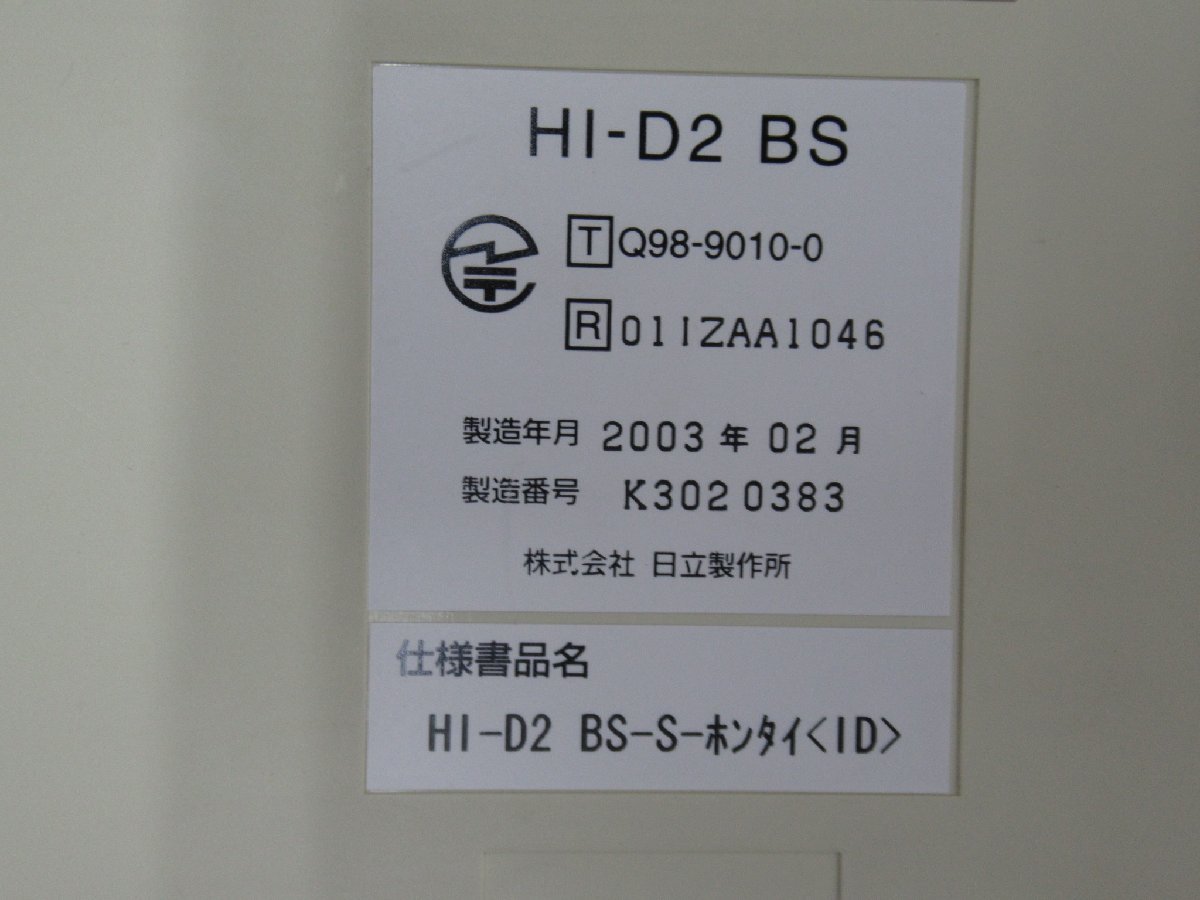 HI-D2 BS
T Q98-9010-0
R 011ZAA1046
製造年月 2003 年 02 月
製造番号 K302 0383
株式会社 日立製作所
仕様書品名
HI-D2 BS-S-ホンタイ<ID>